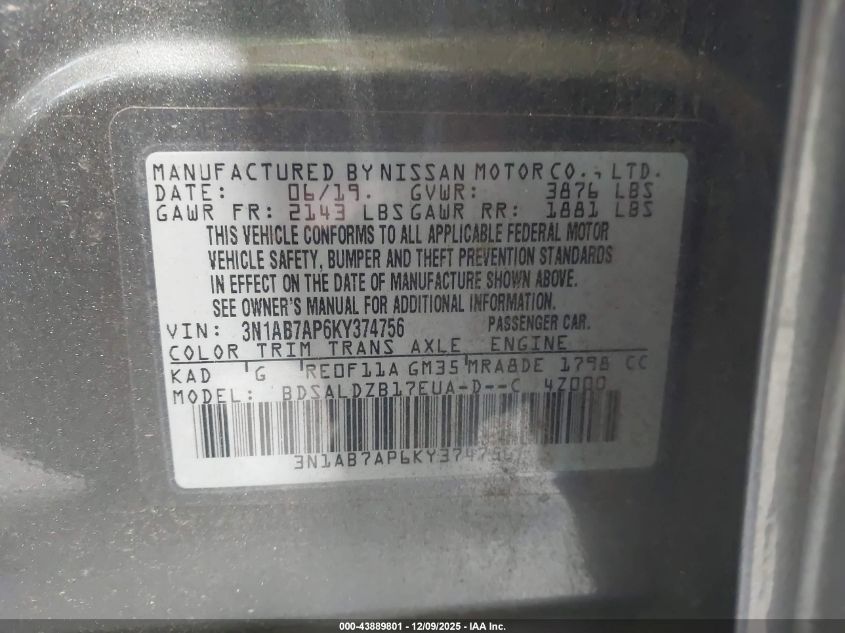 MANUFACTURED BY NISSAN MOTOR CO., LTD.
DATE: 06/19. GVWR: 3876 LBS
GAWR FR: 2143 LBS GAWR RR: 1881 LBS
THIS VEHICLE CONFORMS TO ALL APPLICABLE FEDERAL MOTOR
VEHICLE SAFETY, BUMPER AND THEFT PREVENTION STANDARDS
IN EFFECT ON THE DATE OF MANUFACTURE SHOWN ABOVE.
SEE OWNER'S MANUAL FOR ADDITIONAL INFORMATION.
VIN: 3N1AB7AP6KY374756 PASSENGER CAR.
COLOR TRIM TRANS AXLE ENGINE
KAD 'G 'RE0F11A GM35'MRA8DE 1798 CC
MODEL: BDSALDZB17EUA-D--C 4Z000
3N1AB7AP6KY374756
000-43889801 - 12/09/2025 - IAA Inc.